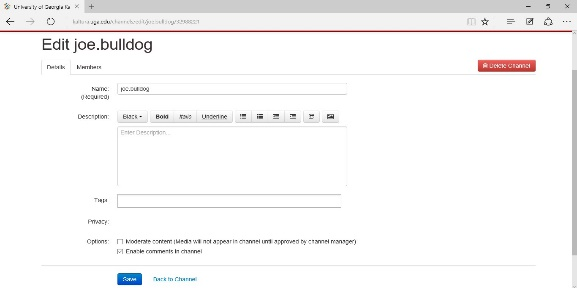 University of Georgia Ka
Edit joe.bulldog
Details Members Delete Channel
Name: joe.bulldog
(Required)
Description: Black Bold Italic Underline
Enter Description...
Tags:
Privacy:
Options: Moderate content (Media will not appear in channel until approved by channel manager)
Enable comments in channel
Save Back to Channel